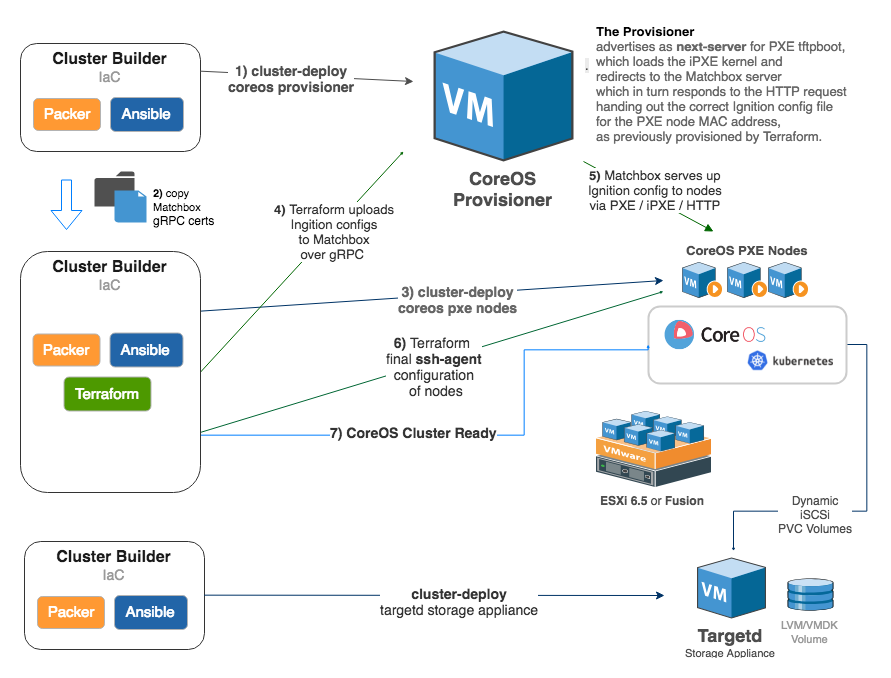 Cluster Builder
IaC
Packer
Ansible
1) cluster-deploy
coreos provisioner
VM
CoreOS
Provisioner
The Provisioner
advertises as next-server for PXE tftpboot,
which loads the iPXE kernel and
redirects to the Matchbox server
which in turn responds to the HTTP request
handing out the correct Ignition config file
for the PXE node MAC address,
as previously provisioned by Terraform.
2) copy
Matchbox
gRPC certs
4) Terraform uploads
Ingition configs
to Matchbox
over gRPC
5) Matchbox serves up
Ignition config to nodes
via PXE / iPXE / HTTP
Cluster Builder
IaC
Packer
Ansible
Terraform
3) cluster-deploy
coreos pxe nodes
CoreOS PXE Nodes
VM
VM
VM
Core OS
kubernetes
6) Terraform
final ssh-agent
configuration
of nodes
7) CoreOS Cluster Ready
VM
VM
VM
VM
VM
VM
VMware
ESXi 6.5 or Fusion
Dynamic
iSCSi
PVC Volumes
Cluster Builder
IaC
Packer
Ansible
cluster-deploy
targetd storage appliance
VM
Targetd
Storage Appliance
LVM/VMDK
Volume